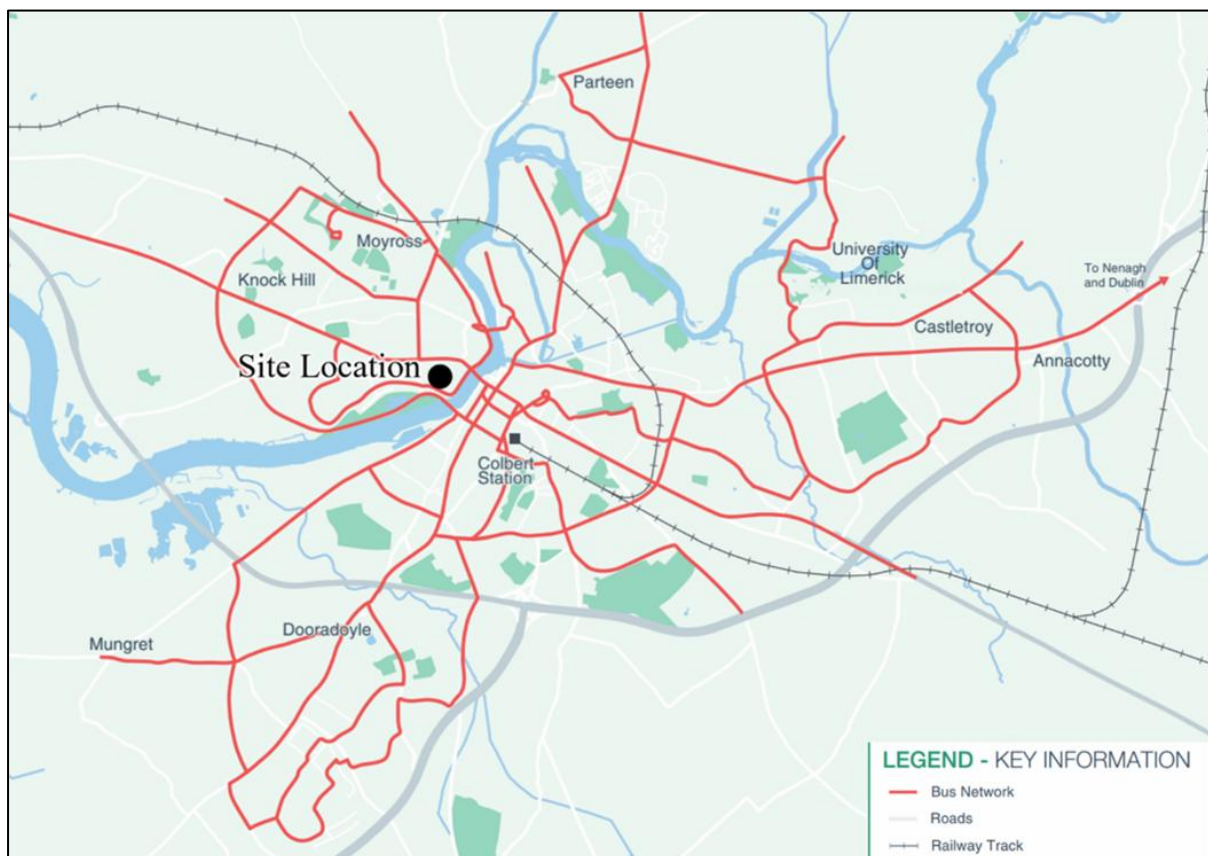 Parteen
Moyross
University
Of
Limerick
To Nenagh
and Dublin
Knock Hill
Castletroy
Annacotty
Site Location
Colbert
Station
Dooradoyle
Mungret
LEGEND - KEY INFORMATION
Bus Network
Roads
Railway Track